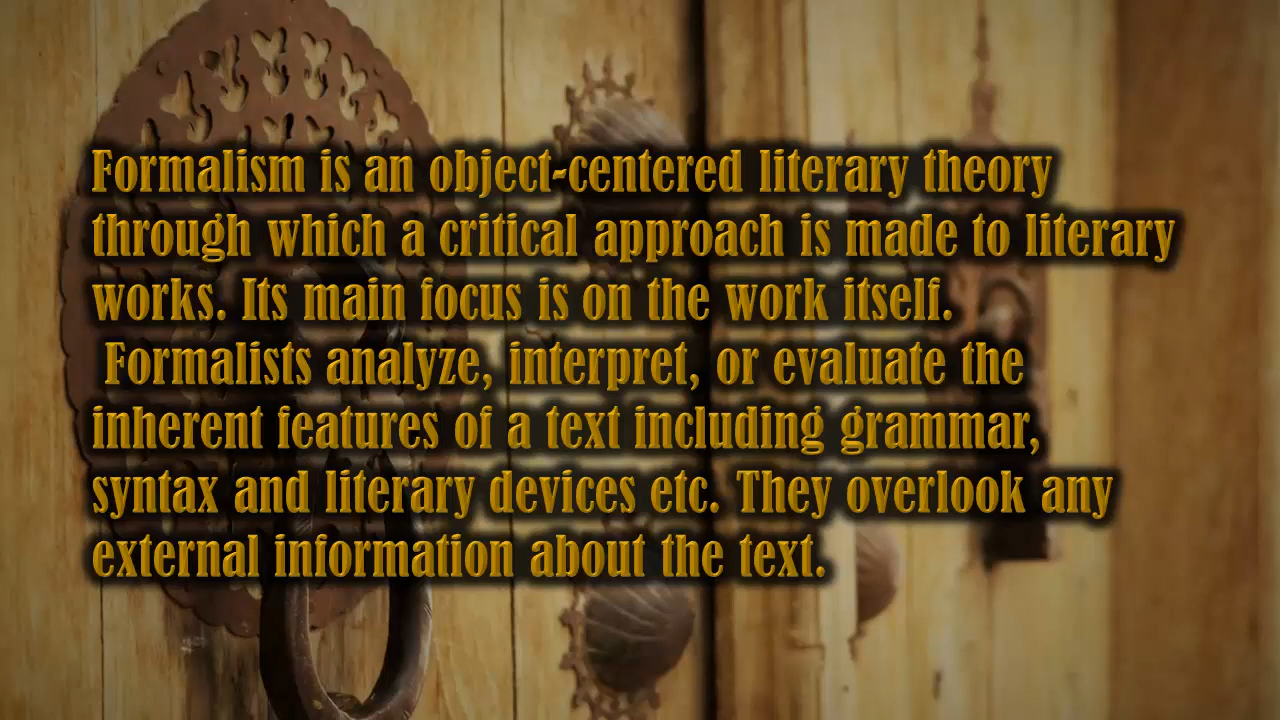 Formalism is an object-centered literary theory
through which a critical approach is made to literary
works. Its main focus is on the work itself.
Formalists analyze, interpret, or evaluate the
inherent features of a text including grammar,
syntax and literary devices etc. They overlook any
external information about the text.